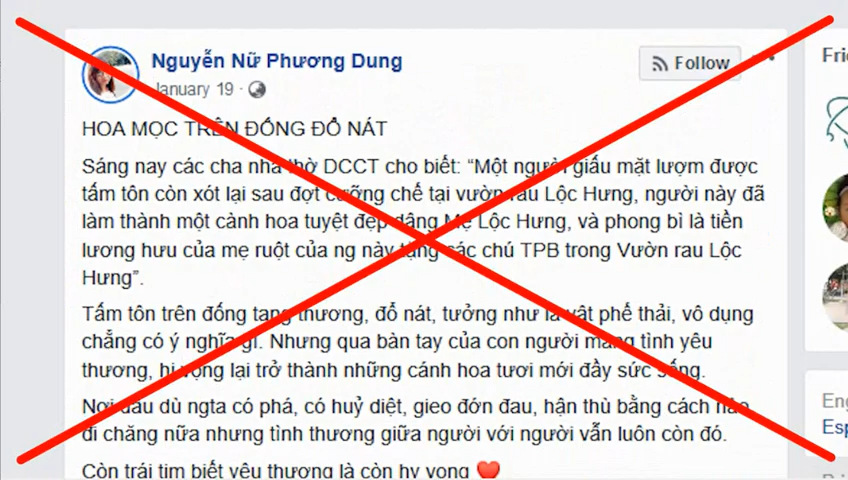 Nguyễn Nữ Phương Dung
January 19
Follow
Frie
HOA MỌC TRÊN ĐỐNG ĐỔ NÁT
Sáng nay các cha nhà thờ DCCT cho biết: “Một người giấu mặt lượm được
tấm tôn còn xót lại sau đợt cưỡng chế tại vườn rau Lộc Hưng, người này đã
làm thành một cành hoa tuyệt đẹp dâng Mẹ Lộc Hưng, và phong bì là tiền
lương hưu của mẹ ruột của ng này tặng các chú TPB trong Vườn rau Lộc
Hưng”.
Tấm tôn trên đống tang thương, đổ nát, tưởng như là vật phế thải, vô dụng
chẳng có ý nghĩa gì. Nhưng qua bàn tay của con người mang tình yêu
thương, hi vọng lại trở thành những cánh hoa tươi mới đầy sức sống.
Nơi đâu dù ngta có phá, có huỷ diệt, gieo đớn đau, hận thù bằng cách nào
đi chăng nữa nhưng tình thương giữa người với người vẫn luôn còn đó.
Còn trái tim biết yêu thương là còn hy vọng ❤️
Eng
Esp